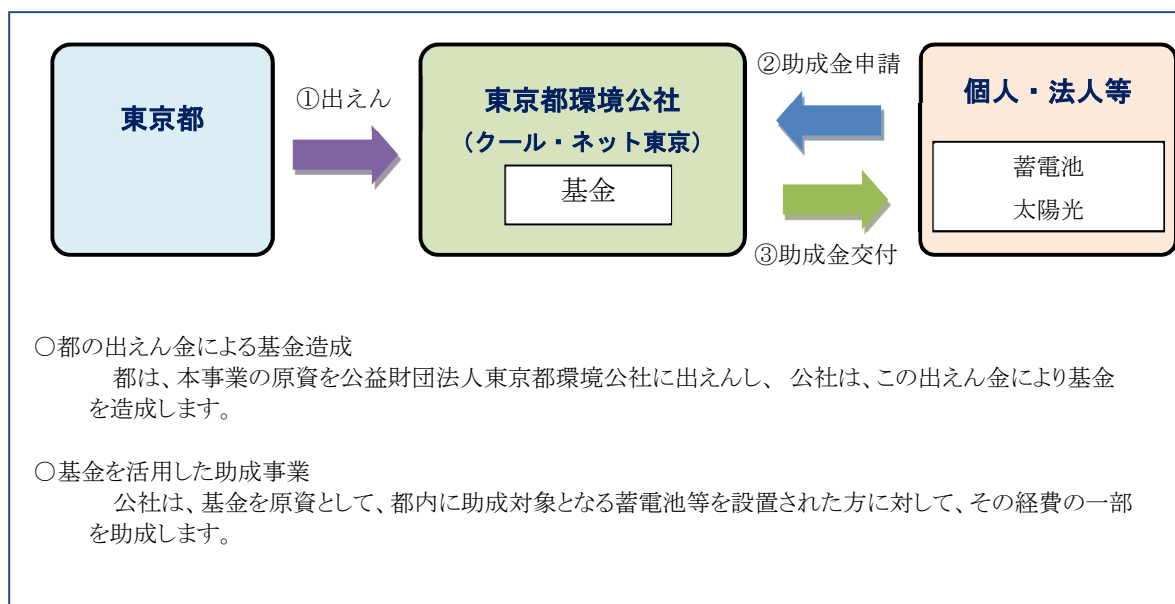 東京都
①出えん
東京都環境公社
(クール・ネット東京)
基金
②助成金申請
③助成金交付
個人・法人等
蓄電池
太陽光
○都の出えん金による基金造成
都は、本事業の原資を公益財団法人東京都環境公社に出えんし、 公社は、この出えん金により基金
を造成します。
○基金を活用した助成事業
公社は、基金を原資として、都内に助成対象となる蓄電池等を設置された方に対して、その経費の一部
を助成します。